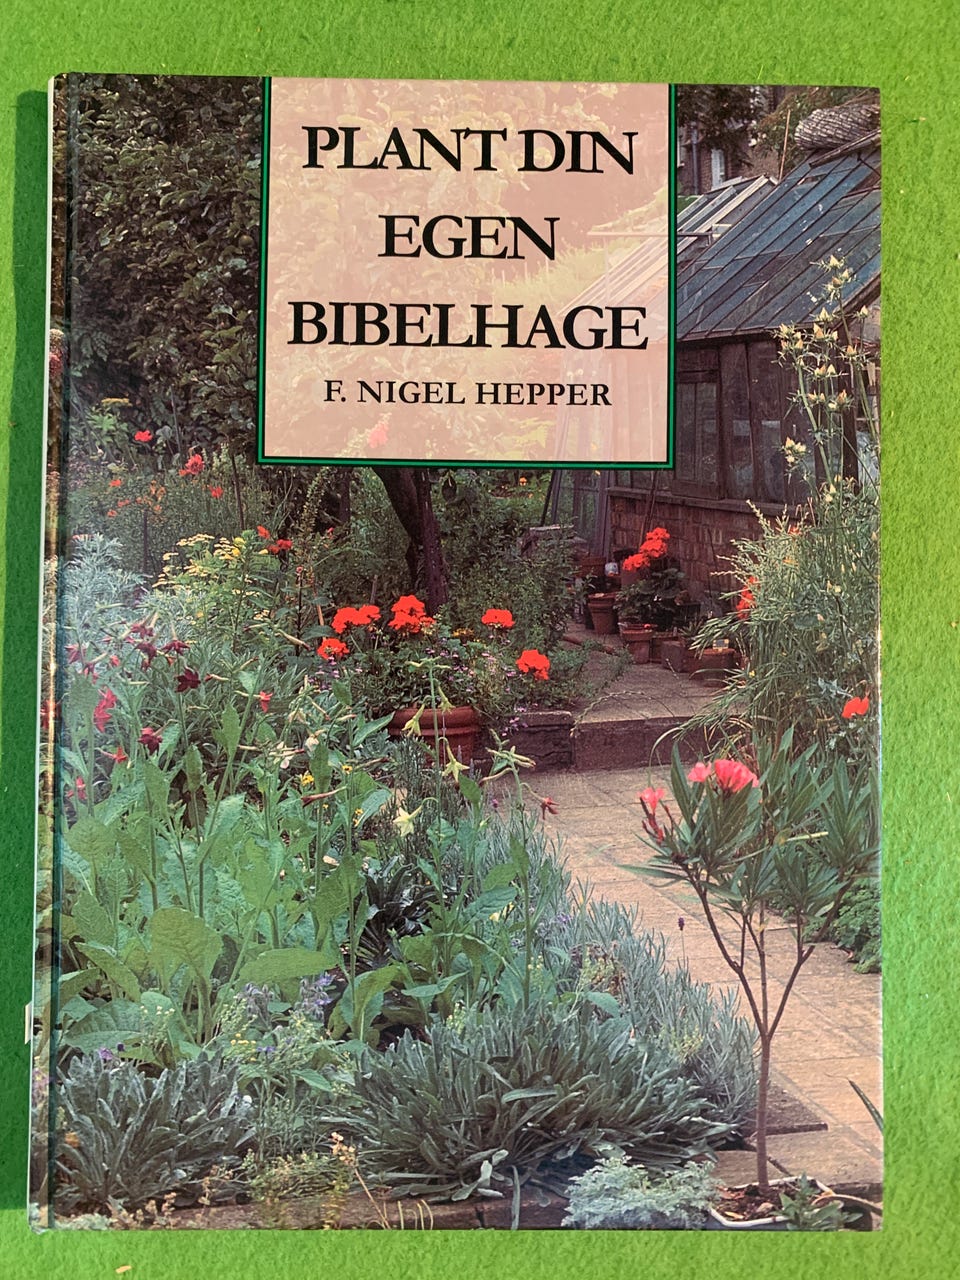 PLANT DIN
EGEN
BIBELHAGE
F. NIGEL HEPPER